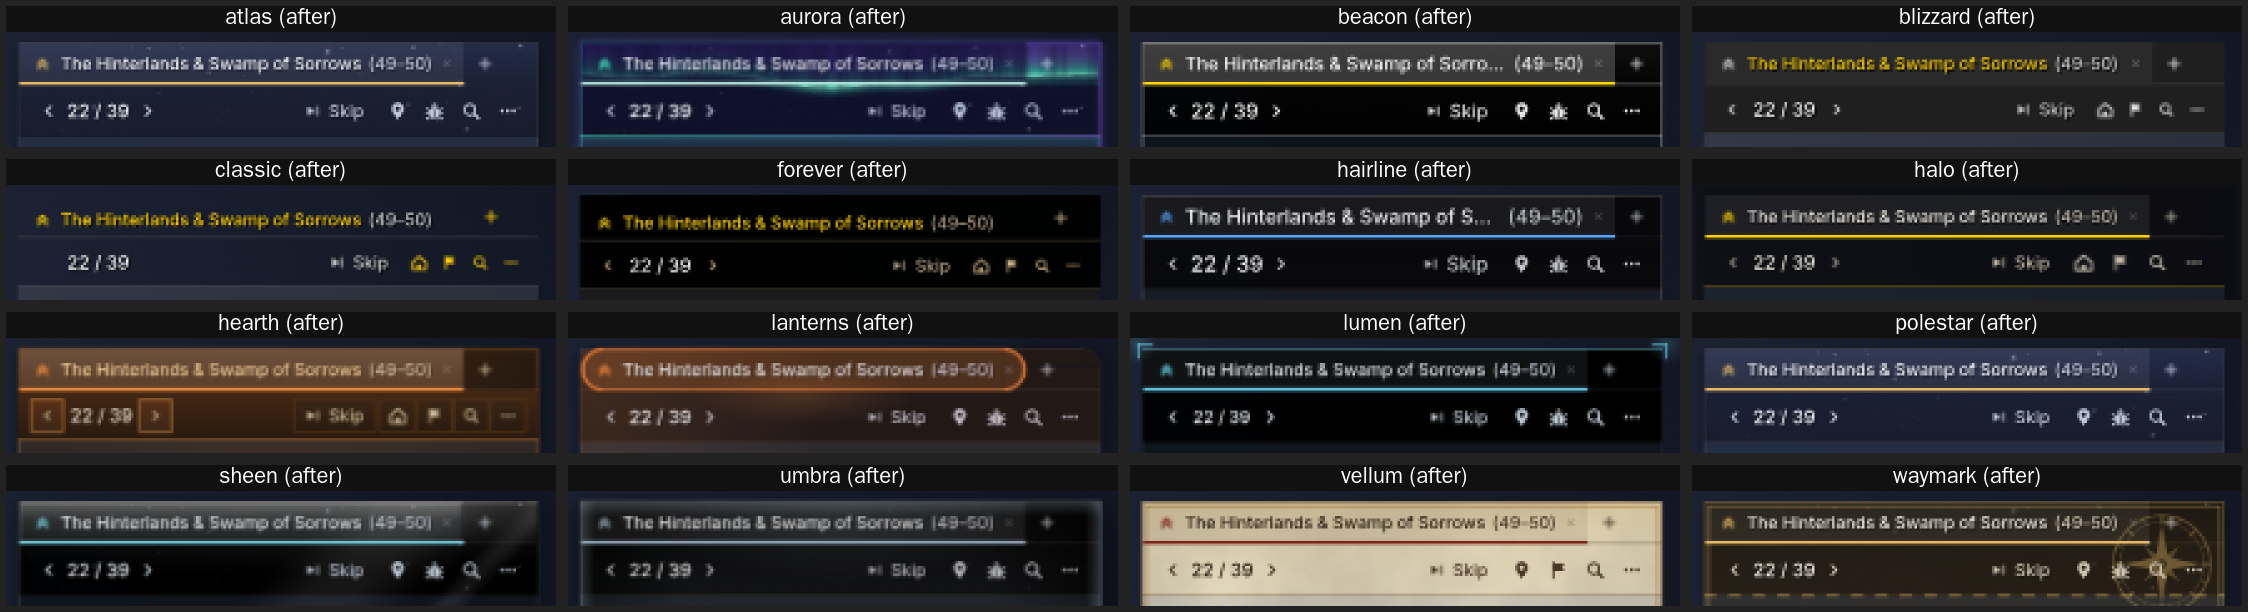 atlas (after)
aurora (after)
beacon (after)
blizzard (after)
The Hinterlands & Swamp of Sorrows (49-50) × +
The Hinterlands & Swamp of Sorrows (49-50) × +
The Hinterlands & Swamp of Sorro... (49-50) × +
The Hinterlands & Swamp of Sorrows (49-50) × +
< 22 / 39 > Skip
< 22 / 39 > Skip
< 22 / 39 > Skip
< 22 / 39 > Skip
classic (after)
forever (after)
hairline (after)
halo (after)
The Hinterlands & Swamp of Sorrows (49-50) +
The Hinterlands & Swamp of Sorrows (49-50) +
The Hinterlands & Swamp of S... (49-50) × +
The Hinterlands & Swamp of Sorrows (49-50) × +
22 / 39 Skip
< 22 / 39 > Skip
< 22 / 39 > Skip
< 22 / 39 > Skip
hearth (after)
lanterns (after)
lumen (after)
polestar (after)
The Hinterlands & Swamp of Sorrows (49-50) × +
The Hinterlands & Swamp of Sorrows (49-50) × +
The Hinterlands & Swamp of Sorrows (49-50) × +
The Hinterlands & Swamp of Sorrows (49-50) × +
< 22 / 39 > Skip
< 22 / 39 > Skip
< 22 / 39 > Skip
< 22 / 39 > Skip
sheen (after)
umbra (after)
vellum (after)
waymark (after)
The Hinterlands & Swamp of Sorrows (49-50) × +
The Hinterlands & Swamp of Sorrows (49-50) × +
The Hinterlands & Swamp of Sorrows (49-50) × +
The Hinterlands & Swamp of Sorrows (49-50) +
< 22 / 39 > Skip
< 22 / 39 > Skip
< 22 / 39 > Skip
< 22 / 39 > Skip